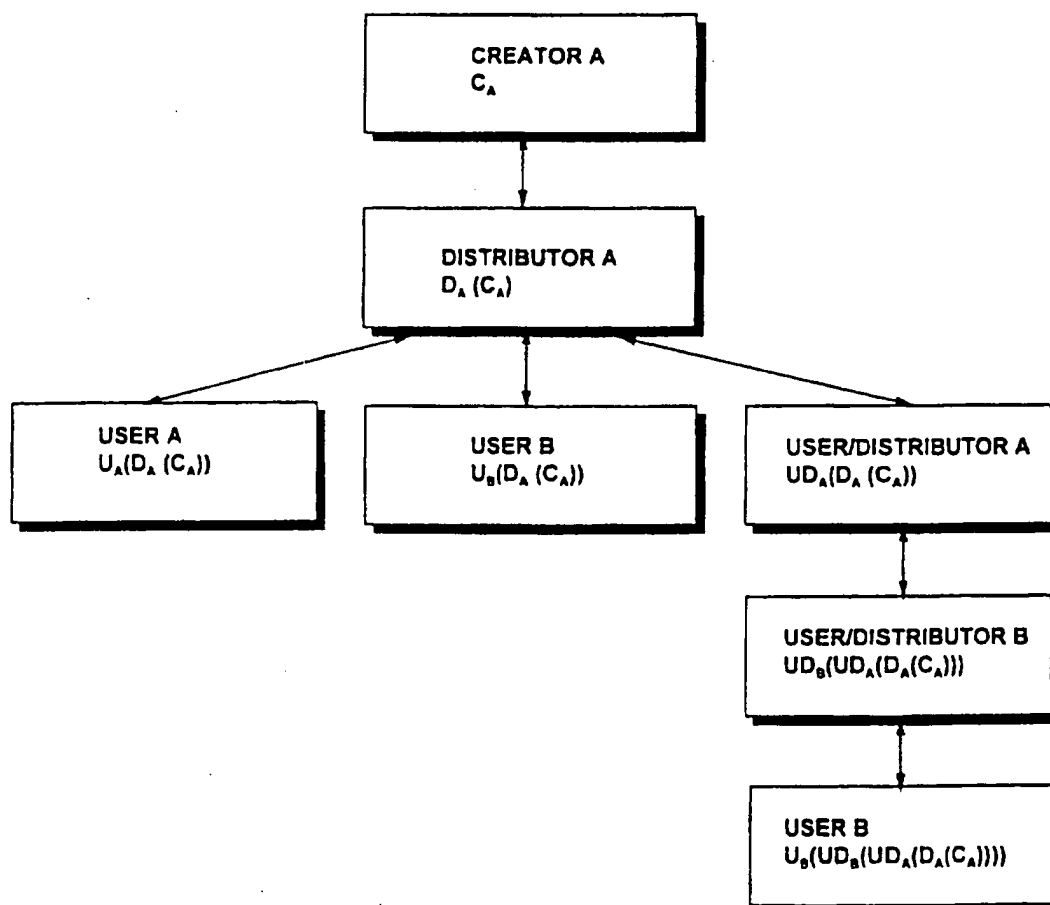 CREATOR A
C_A
DISTRIBUTOR A
D_A (C_A)
USER A
U_A(D_A (C_A))
USER B
U_B(D_A (C_A))
USER/DISTRIBUTOR A
UD_A(D_A (C_A))
USER/DISTRIBUTOR B
UD_B(UD_A(D_A(C_A)))
USER B
U_B(UD_B(UD_A(D_A(C_A))))